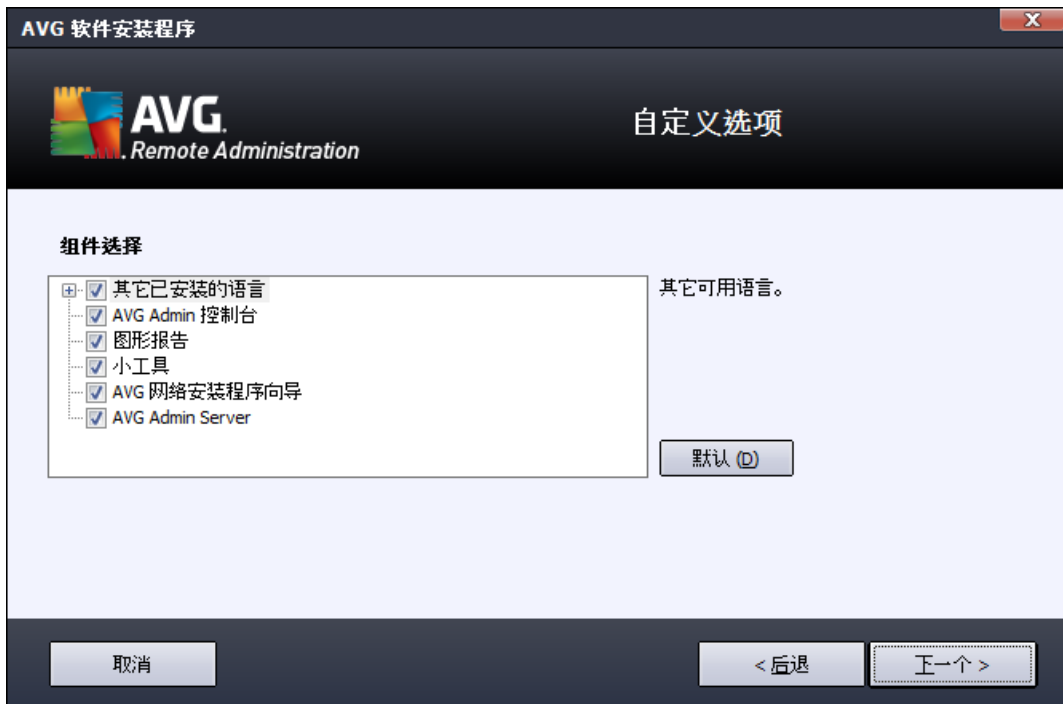 AVG 软件安装程序
AVG.
Remote Administration
自定义选项
组件选择
其它已安装的语言
其它可用语言。
AVG Admin 控制台
图形报告
小工具
AVG 网络安装程序向导
AVG Admin Server
默认 (D)
取消
< 后退
下一个 >